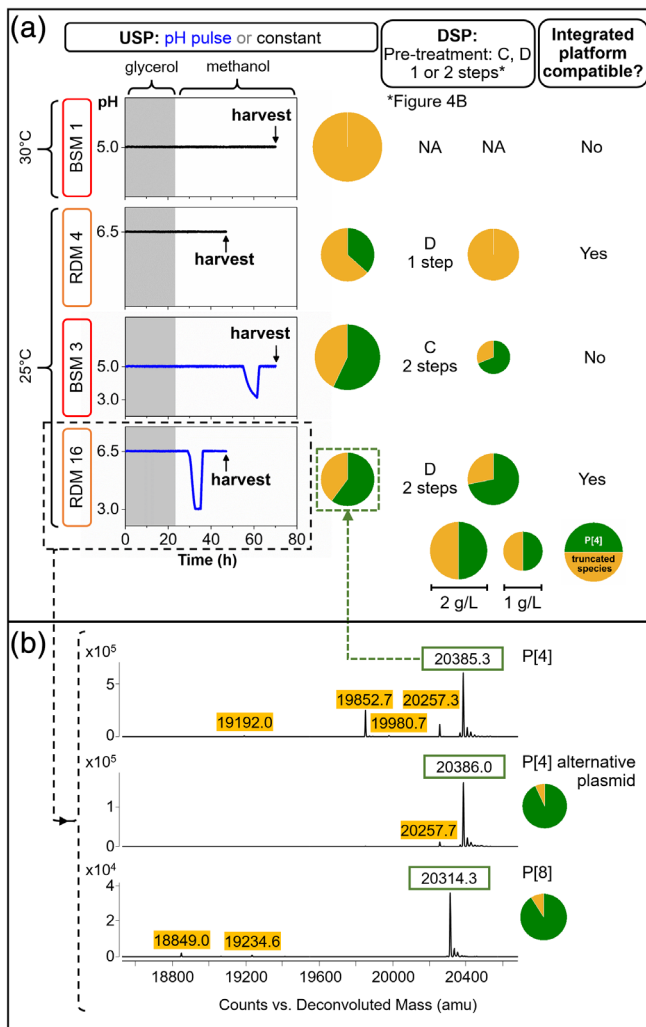 (a)
USP: pH pulse or constant
DSP:
Pre-treatment: C, D
1 or 2 steps*
Integrated
platform
compatible?
glycerol methanol
*Figure 4B
pH
30°C
BSM 1
5.0
harvest
NA
NA
No
25°C
RDM 4
6.5
harvest
D
1 step
Yes
BSM 3
5.0
3.0
harvest
C
2 steps
No
RDM 16
6.5
3.0
harvest
D
2 steps
Yes
0 20 40 60 80
Time (h)
2 g/L
1 g/L
P[4]
truncated
species
(b)
x10⁵
5
0
19192.0
19852.7
19980.7
20257.3
20385.3
P[4]
x10⁵
1
0
20257.7
20386.0
P[4] alternative
plasmid
x10⁴
4
2
0
18849.0
19234.6
20314.3
P[8]
18800 19200 19600 20000 20400
Counts vs. Deconvoluted Mass (amu)